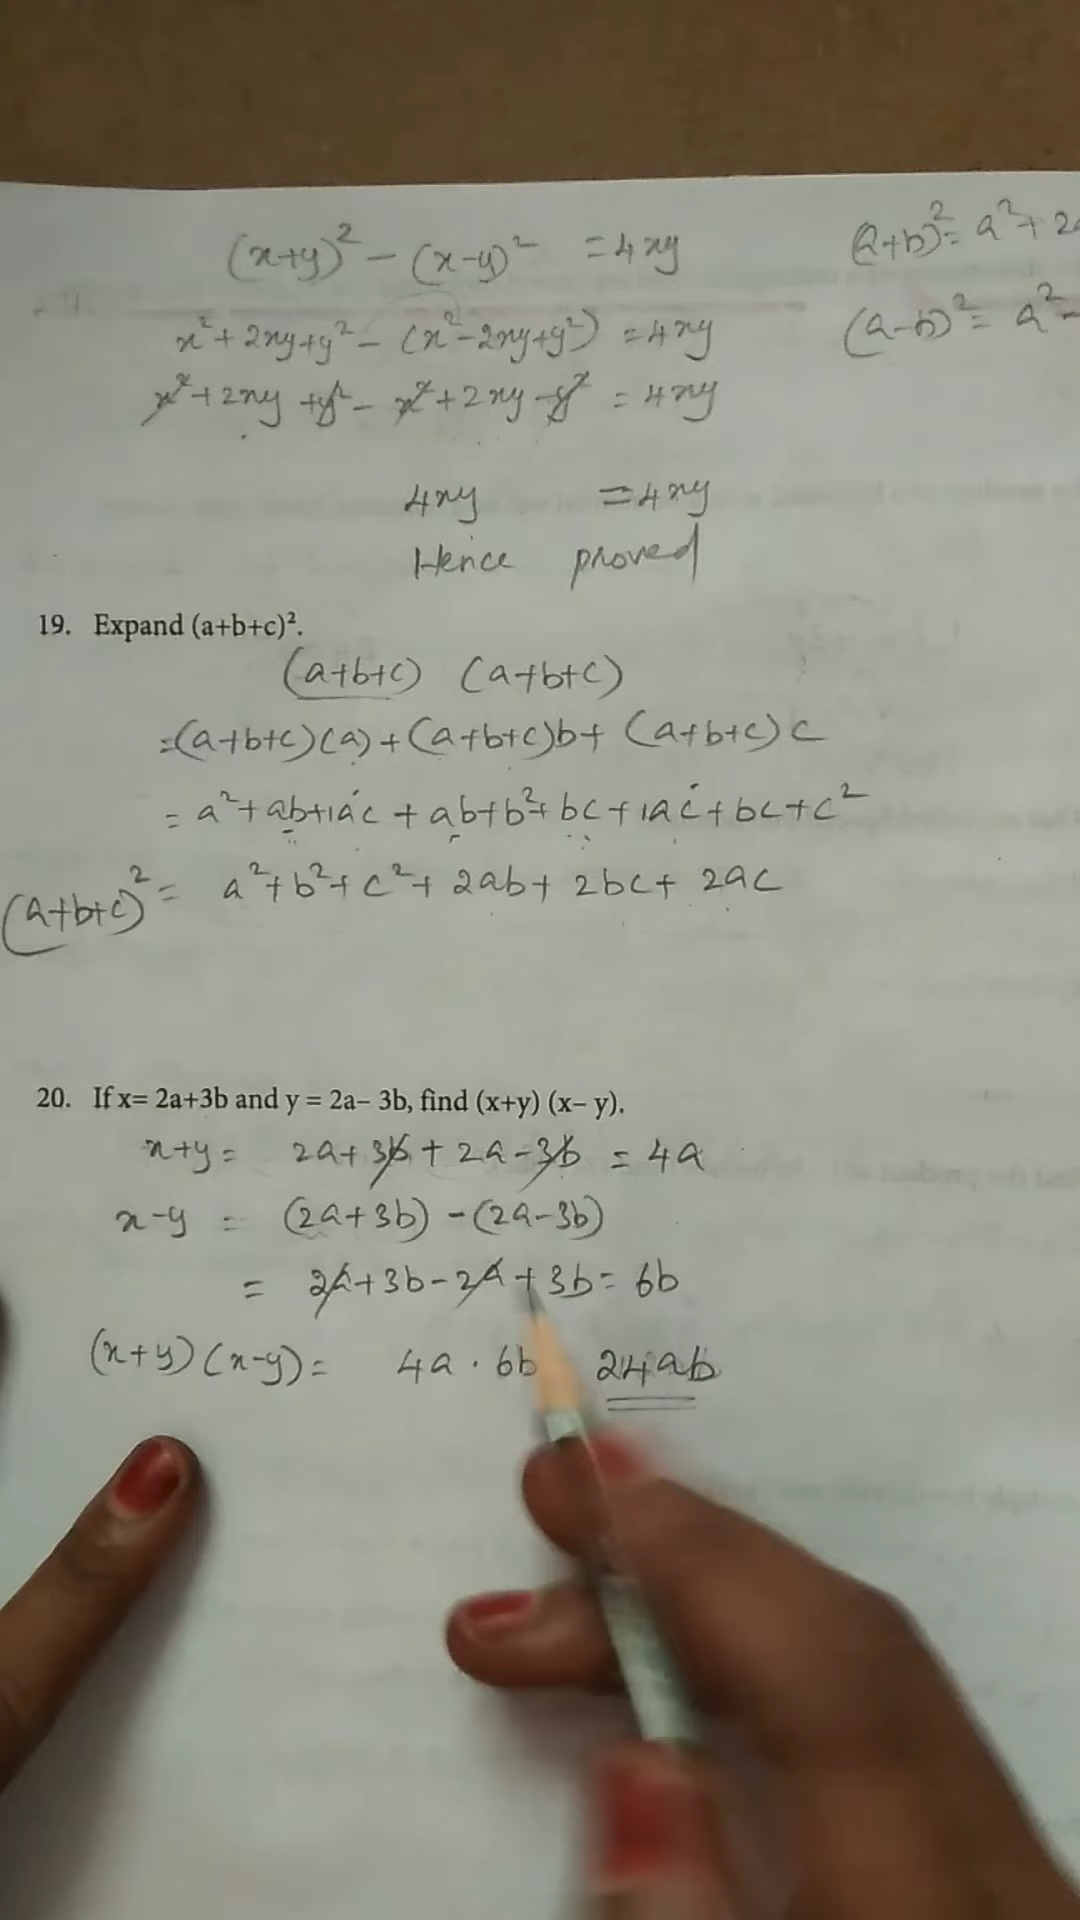 (x+y)² - (x-y)² = 4xy
(a+b)² = a² + 2
x² + 2xy + y² - (x² - 2xy + y²) = 4xy
(a-b)² = a² -
x² + 2xy + y² - x² + 2xy - y² = 4xy
4xy = 4xy
Hence proved
19. Expand (a+b+c)².
(a+b+c) (a+b+c)
= (a+b+c)(a) + (a+b+c)b + (a+b+c)c
= a² + ab + ac + ab + b² + bc + ac + bc + c²
(a+b+c)² = a² + b² + c² + 2ab + 2bc + 2ac
20. If x= 2a+3b and y = 2a– 3b, find (x+y) (x– y).
x+y = 2a + 3b + 2a - 3b = 4a
x-y = (2a+3b) - (2a-3b)
= 2a + 3b - 2a + 3b = 6b
(x+y)(x-y) = 4a . 6b 24ab